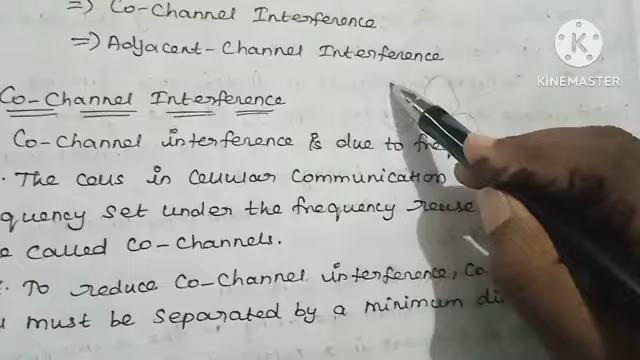 => Co-Channel Interference
=> Adjacent-Channel Interference
KINEMASTER
Co-Channel Interference
Co-Channel interference is due to
. The cells in Cellular Communication
quency set under the frequency reuse
called Co-Channels.
. To reduce Co-Channel interference, Co
must be separated by a minimum